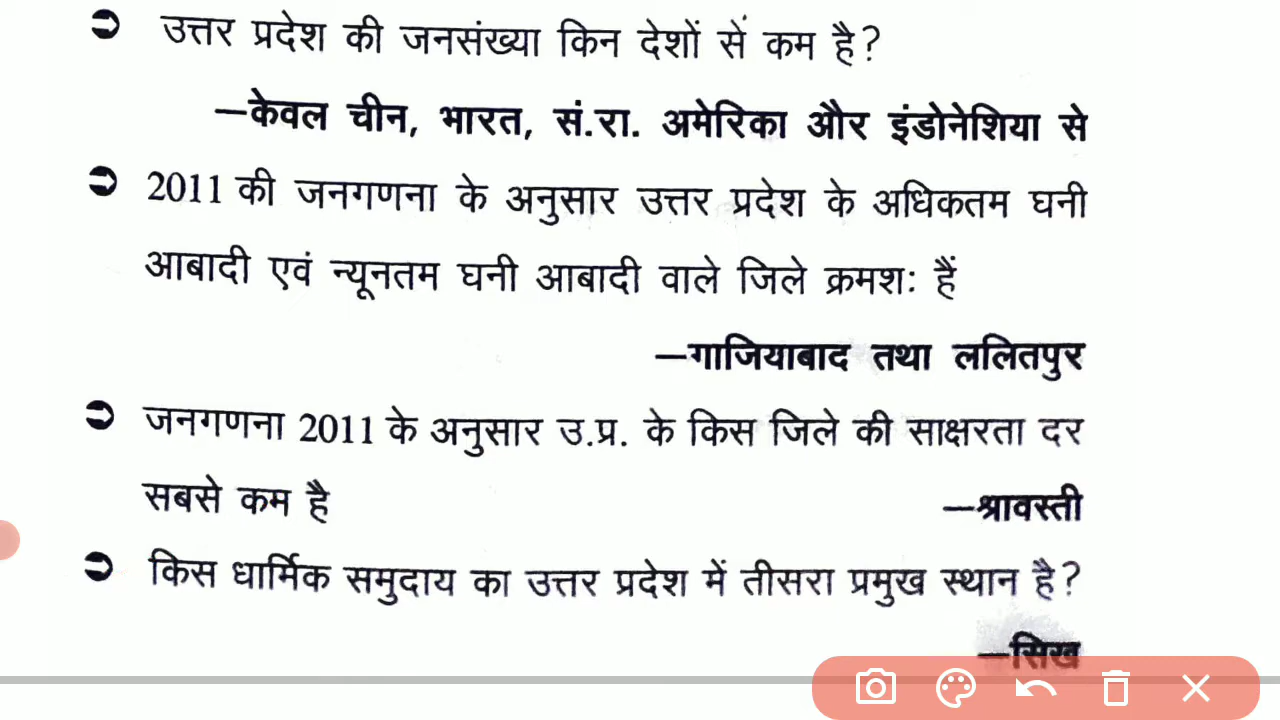 ➲ उत्तर प्रदेश की जनसंख्या किन देशों से कम है?
—केवल चीन, भारत, सं.रा. अमेरिका और इंडोनेशिया से
➲ 2011 की जनगणना के अनुसार उत्तर प्रदेश के अधिकतम घनी
आबादी एवं न्यूनतम घनी आबादी वाले जिले क्रमशः हैं
—गाजियाबाद तथा ललितपुर
➲ जनगणना 2011 के अनुसार उ.प्र. के किस जिले की साक्षरता दर
सबसे कम है —श्रावस्ती
➲ किस धार्मिक समुदाय का उत्तर प्रदेश में तीसरा प्रमुख स्थान है?
—सिख